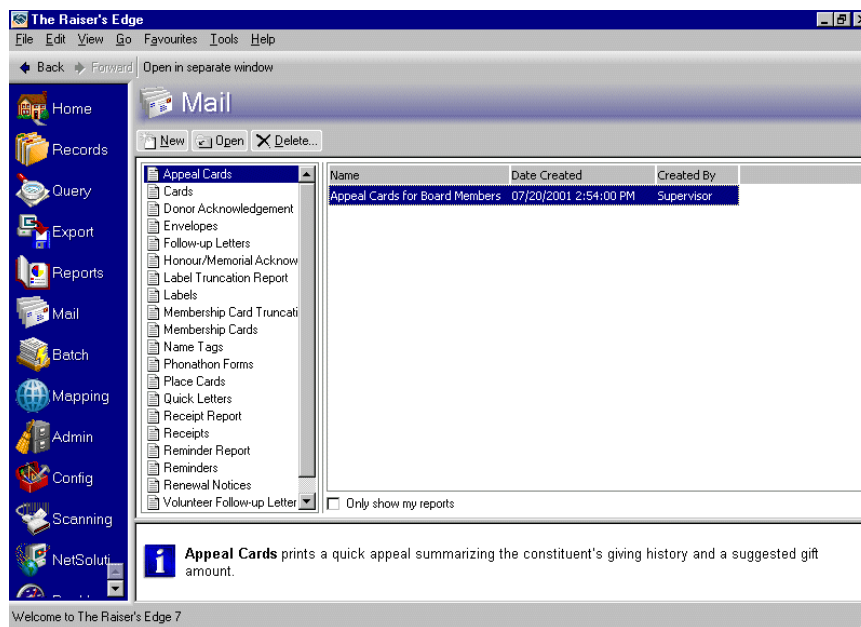 The Raiser's Edge
File Edit View Go Favourites Tools Help
Back Forward Open in separate window
Mail
New Open Delete...
Home
Records
Query
Export
Reports
Mail
Batch
Mapping
Admin
Config
Scanning
NetSoluti
Appeal Cards
Cards
Donor Acknowledgement
Envelopes
Follow-up Letters
Honour/Memorial Acknow
Label Truncation Report
Labels
Membership Card Truncati
Membership Cards
Name Tags
Phonathon Forms
Place Cards
Quick Letters
Receipt Report
Receipts
Reminder Report
Reminders
Renewal Notices
Volunteer Follow-up Letter
Name Date Created Created By
Appeal Cards for Board Members 07/20/2001 2:54:00 PM Supervisor
Only show my reports
Appeal Cards prints a quick appeal summarizing the constituent's giving history and a suggested gift
amount.
Welcome to The Raiser's Edge 7